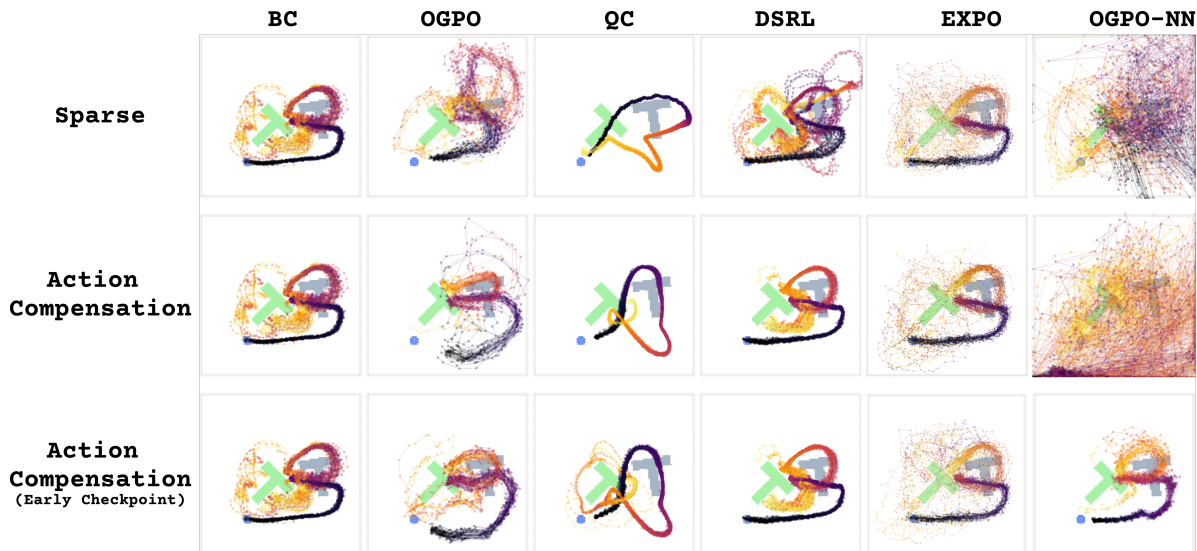 BC OGPO QC DSRL EXPO OGPO-NN
Sparse
Action
Compensation
Action
Compensation
(Early Checkpoint)